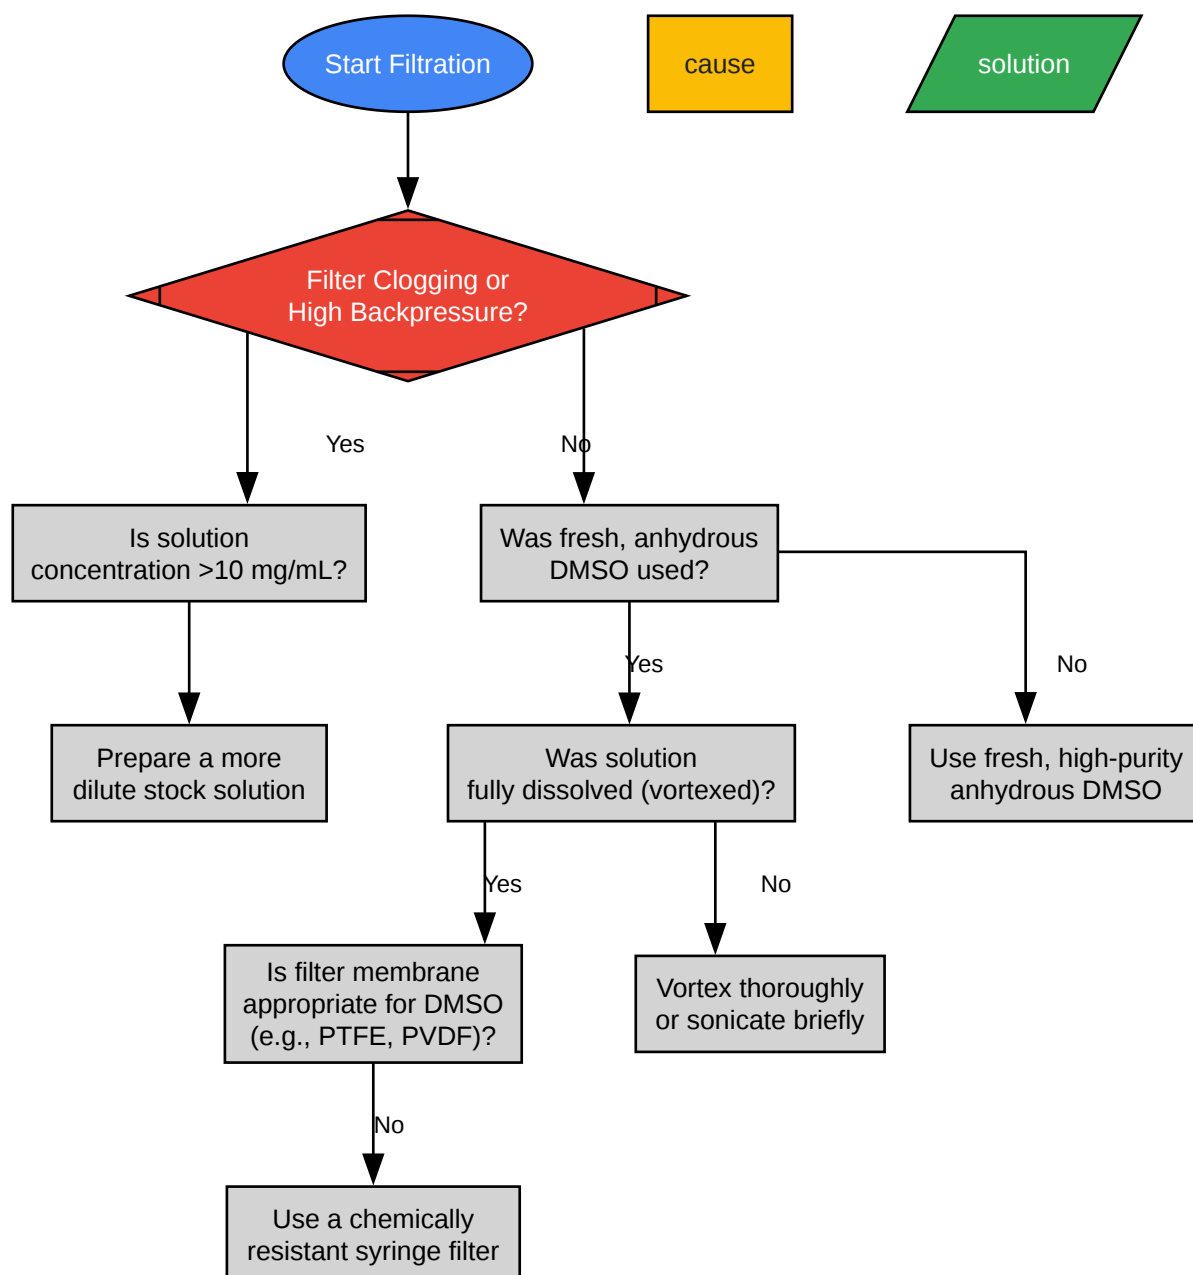 Start Filtration
cause
solution
Filter Clogging or
High Backpressure?
Yes
No
Is solution
concentration >10 mg/mL?
Was fresh, anhydrous
DMSO used?
Yes
No
Prepare a more
dilute stock solution
Was solution
fully dissolved (vortexed)?
Use fresh, high-purity
anhydrous DMSO
Yes
No
Is filter membrane
appropriate for DMSO
(e.g., PTFE, PVDF)?
Vortex thoroughly
or sonicate briefly
No
Use a chemically
resistant syringe filter